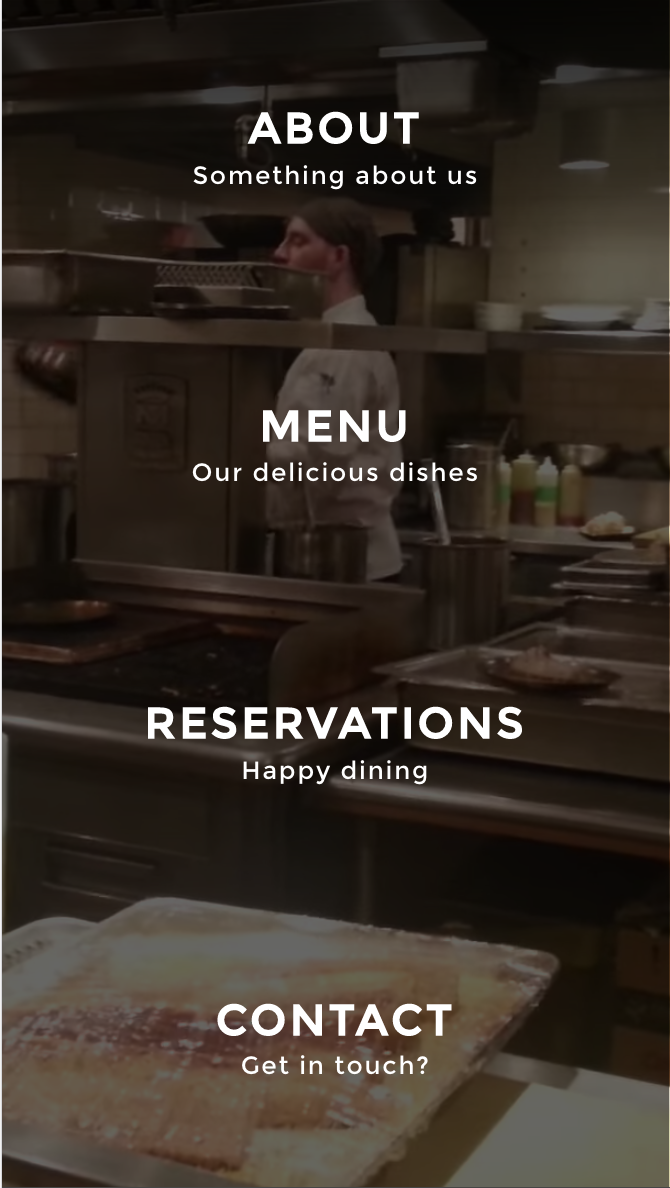 ABOUT
Something about us
MENU
Our delicious dishes
RESERVATIONS
Happy dining
CONTACT
Get in touch?